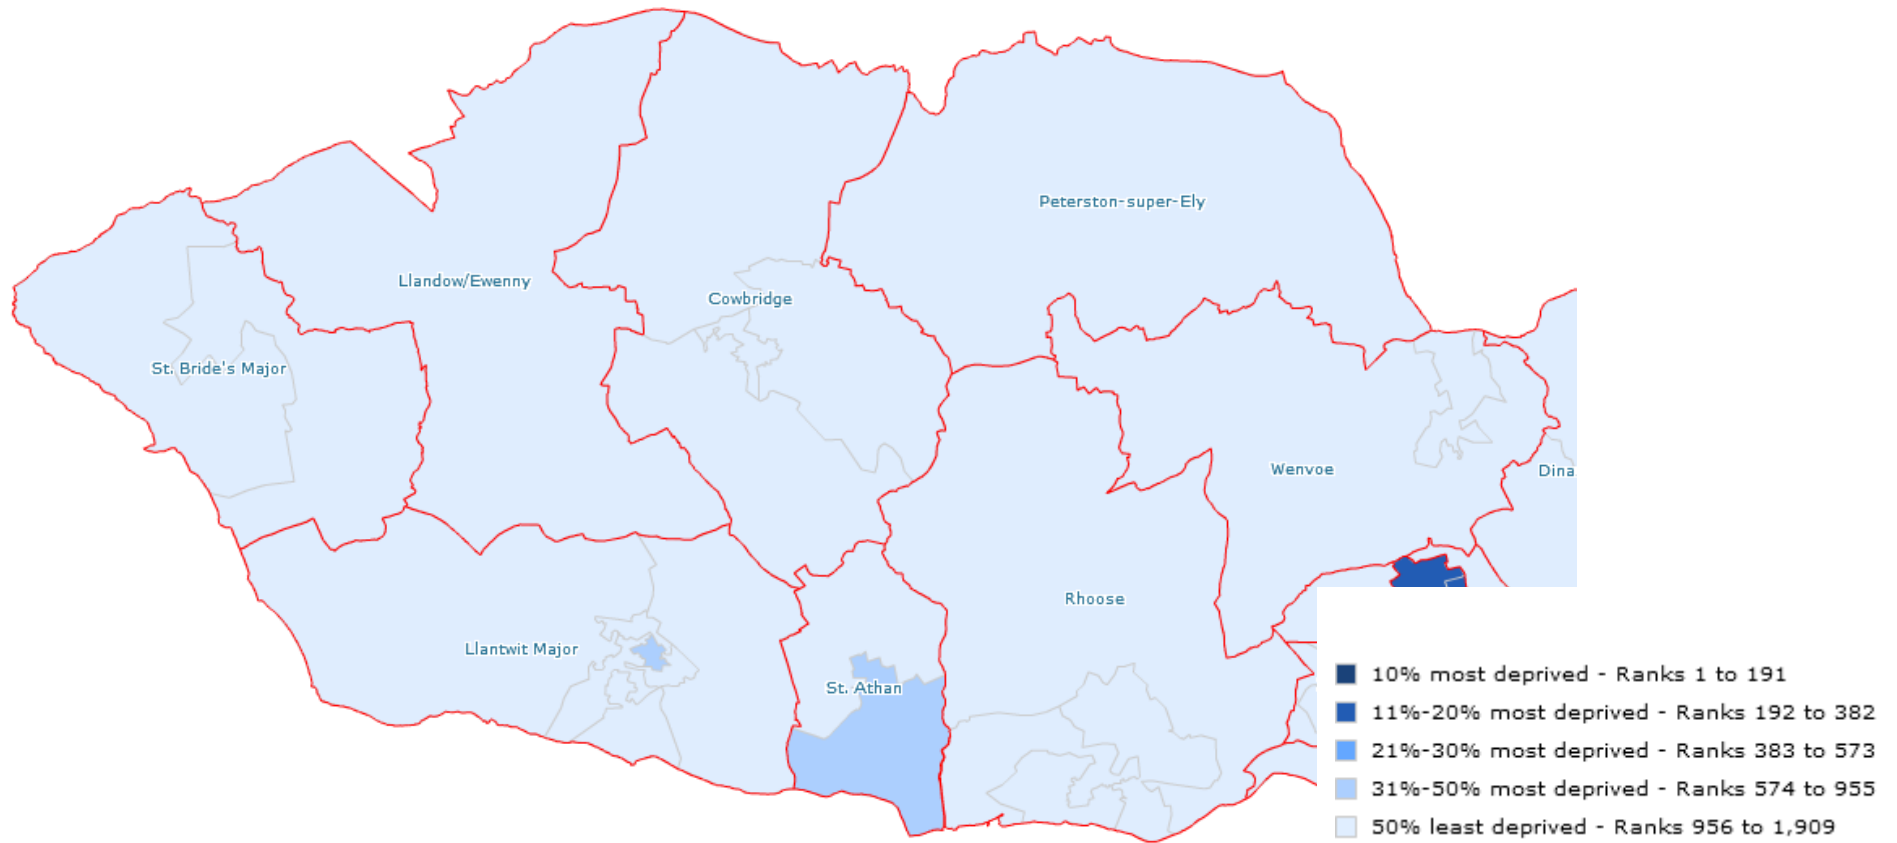 Peterston-super-Ely
Llandow/Ewenny
Cowbridge
St. Bride's Major
Wenvoe
Dina
Rhoose
Llantwit Major
St. Athan
10% most deprived - Ranks 1 to 191
11%-20% most deprived - Ranks 192 to 382
21%-30% most deprived - Ranks 383 to 573
31%-50% most deprived - Ranks 574 to 955
50% least deprived - Ranks 956 to 1,909